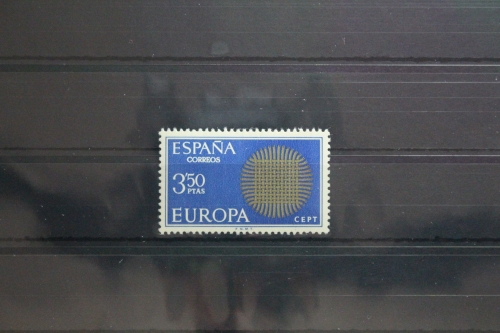 ESPAÑA
CORREOS
3'50
PTAS
EUROPA
CEPT